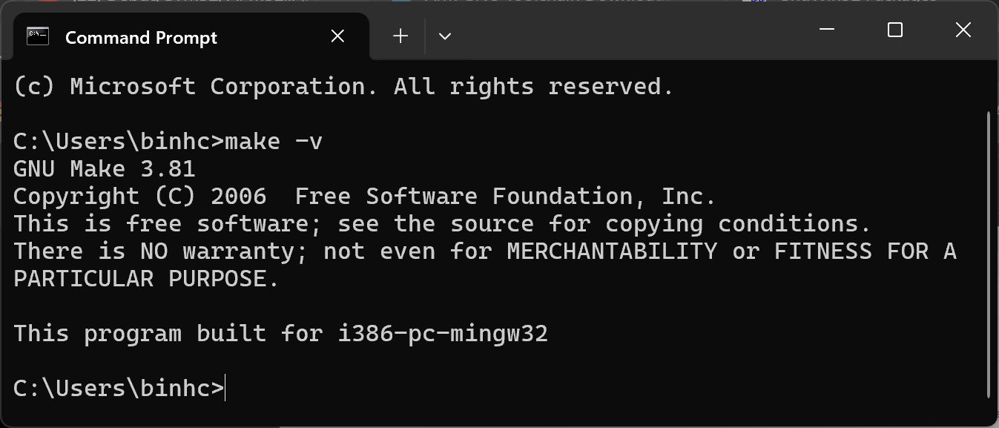 Command Prompt
(c) Microsoft Corporation. All rights reserved.
C:\Users\binhc>make -v
GNU Make 3.81
Copyright (C) 2006  Free Software Foundation, Inc.
This is free software; see the source for copying conditions.
There is NO warranty; not even for MERCHANTABILITY or FITNESS FOR A
PARTICULAR PURPOSE.
This program built for i386-pc-mingw32
C:\Users\binhc>